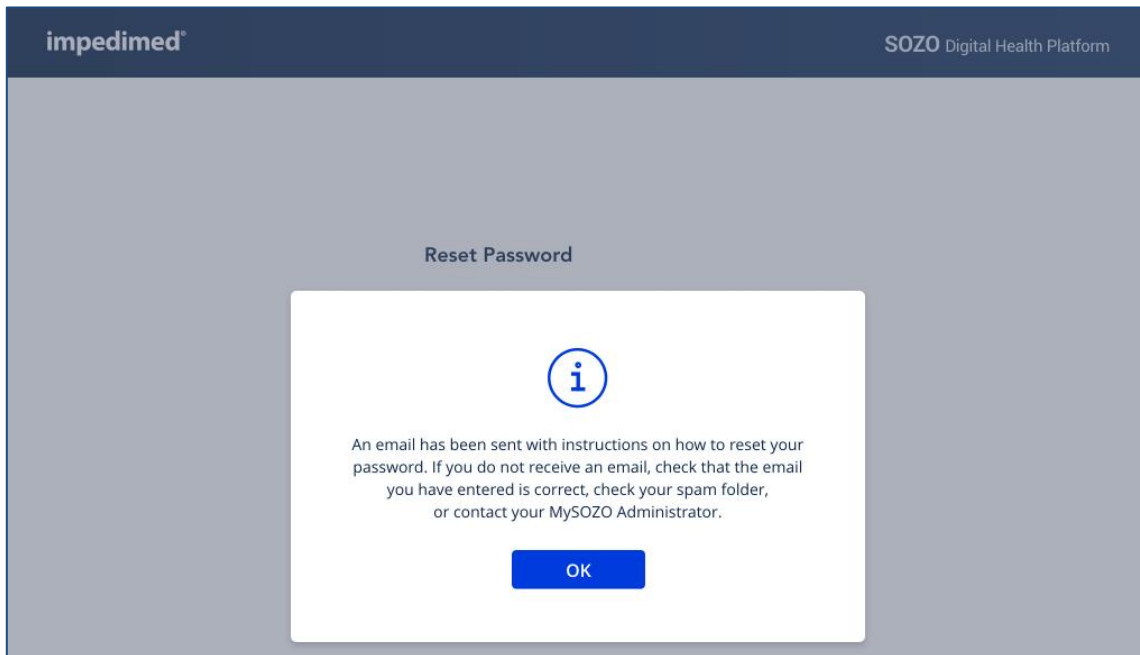 impedimed®
SOZO Digital Health Platform
Reset Password
i
An email has been sent with instructions on how to reset your
password. If you do not receive an email, check that the email
you have entered is correct, check your spam folder,
or contact your MySOZO Administrator.
OK